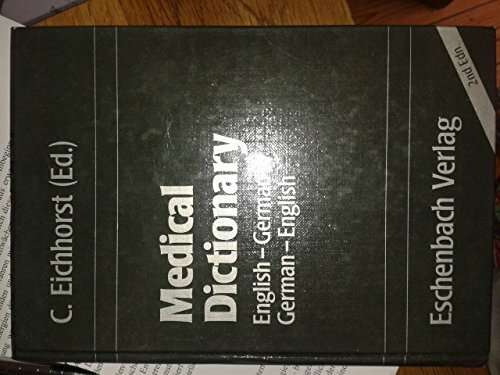 C. Eichhorst (Ed.)
Medical
Dictionary
English–German
German–English
2nd Edn
Eschenbach Verlag